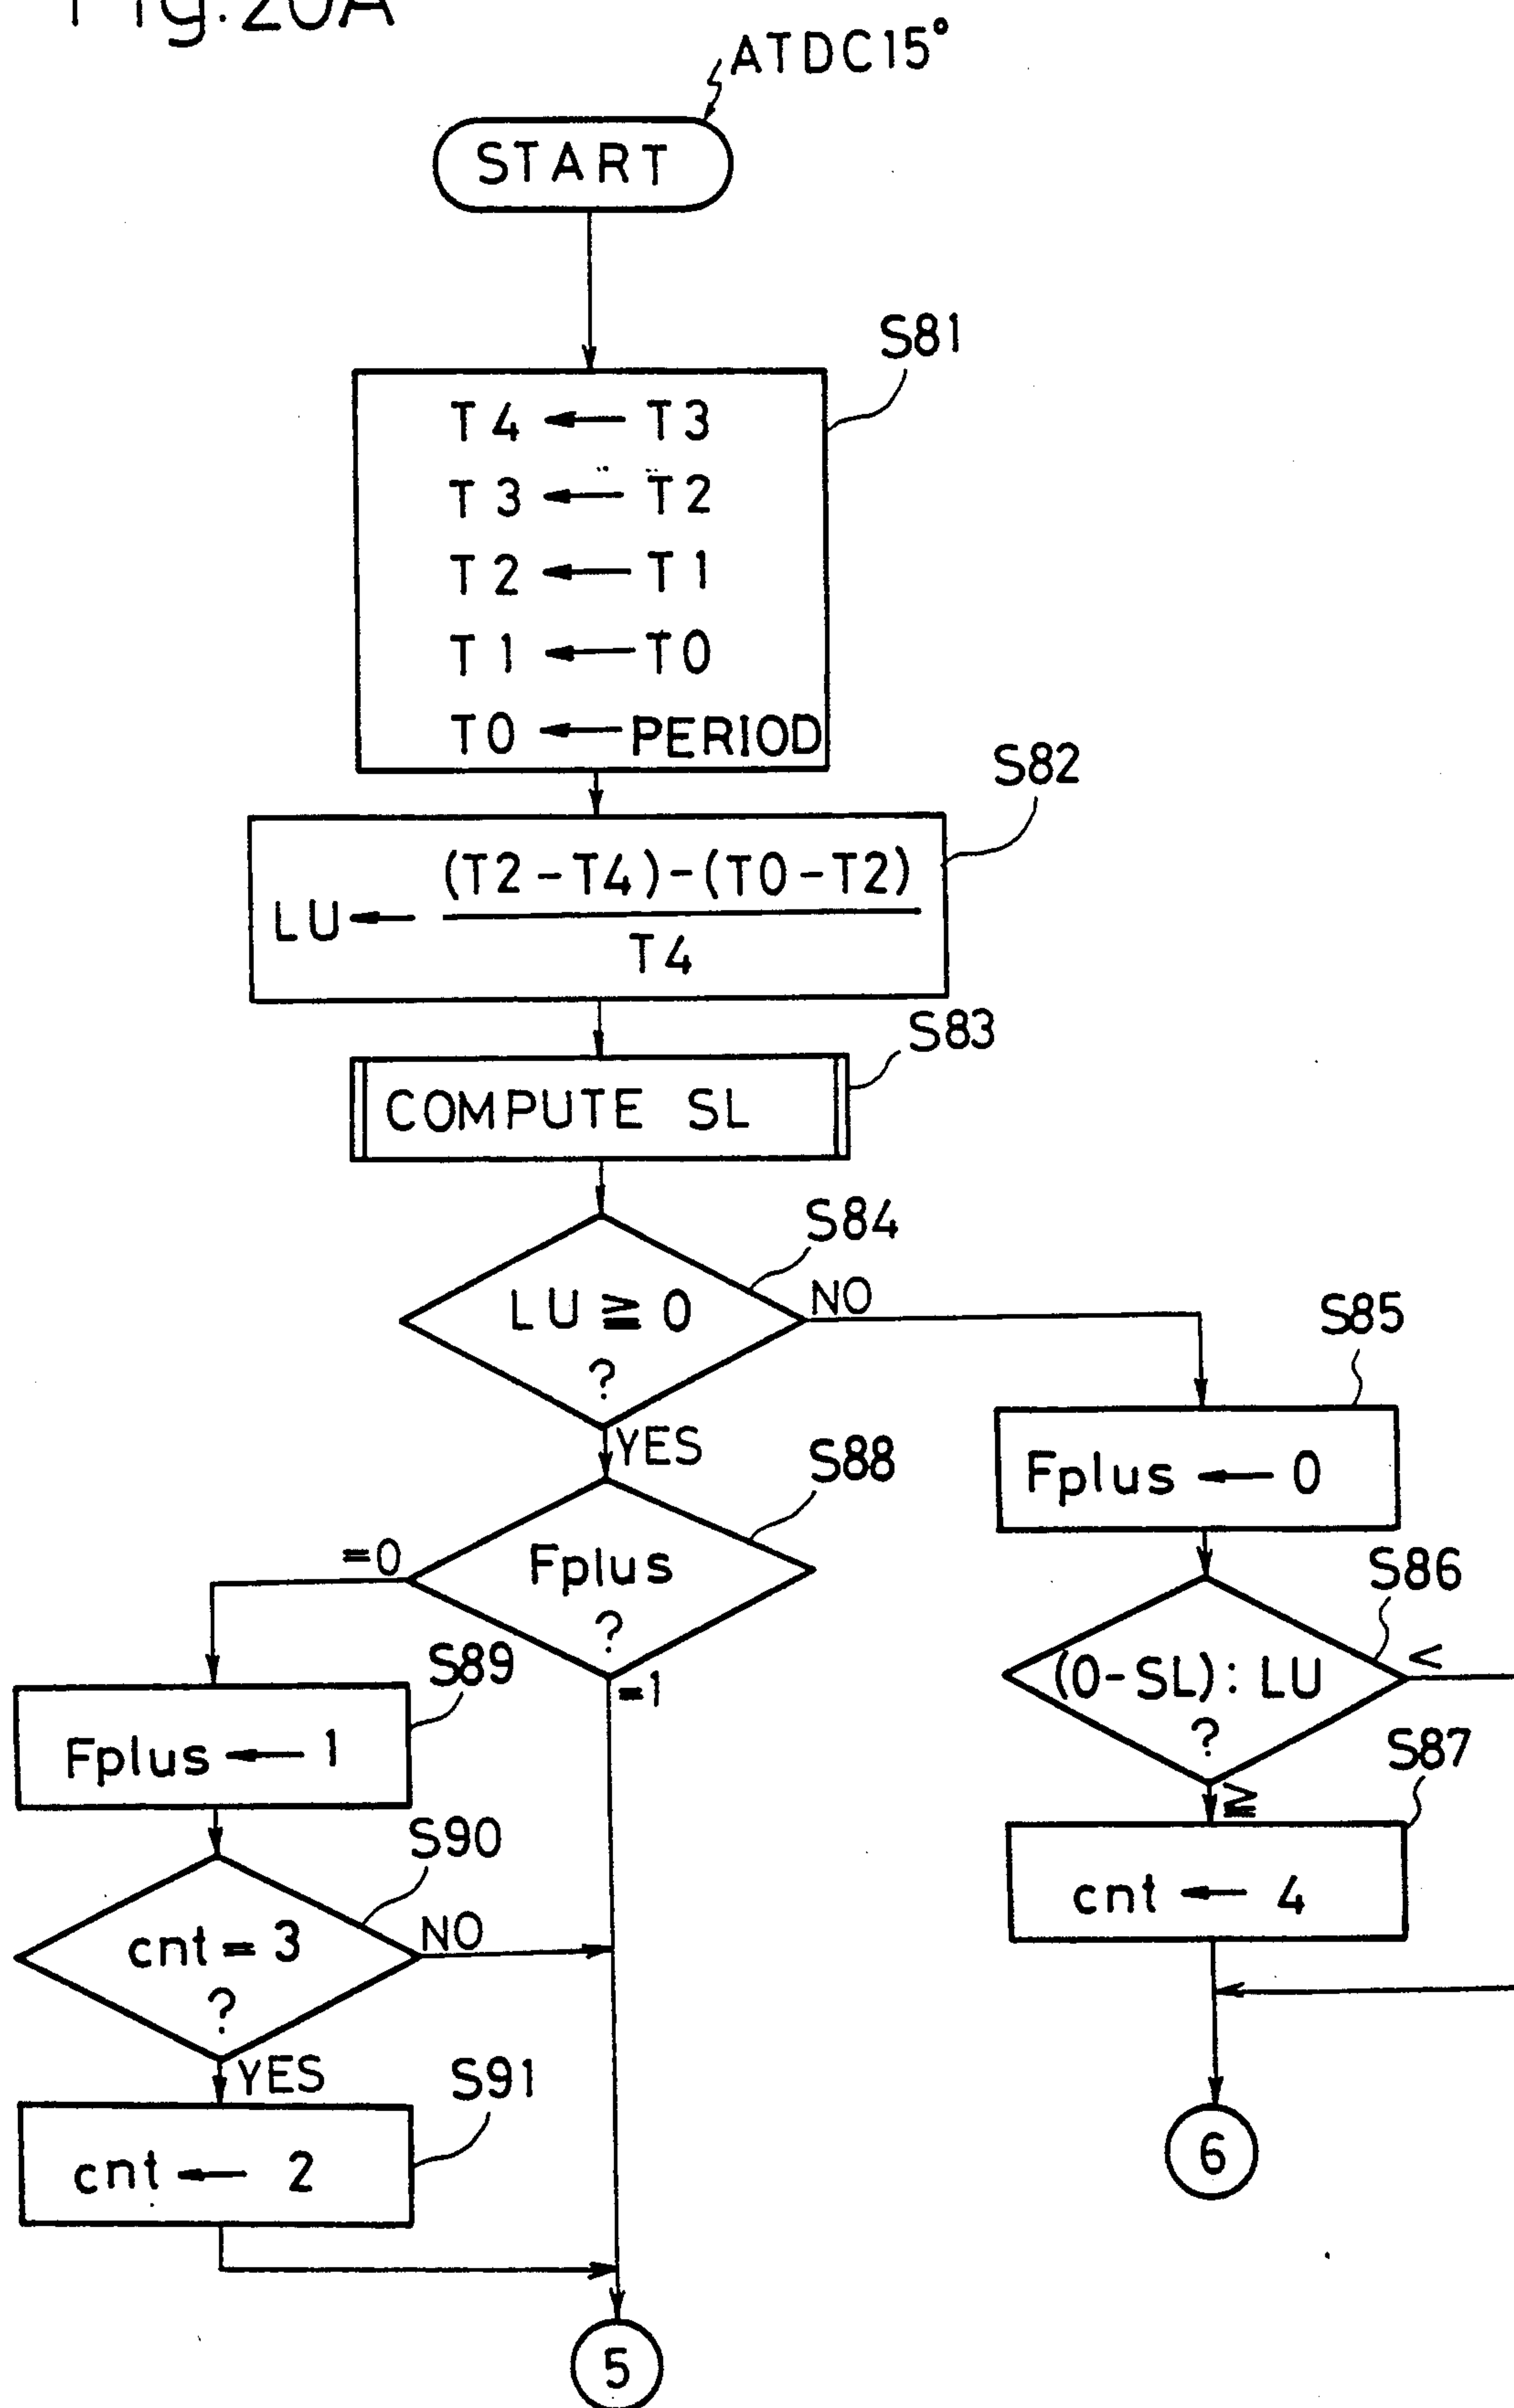 Fig.20A
ATDC15°
START
S81
T4 ← T3
T3 ← T2
T2 ← T1
T1 ← T0
T0 ← PERIOD
S82
LU ← (T2-T4)-(T0-T2)
T4
S83
COMPUTE SL
S84
LU ≧ 0
?
NO
YES
S85
Fplus ← 0
S88
Fplus
?
=0
=1
S86
(0-SL): LU
?
<
≧
S89
Fplus ← 1
S87
cnt ← 4
S90
cnt = 3
?
NO
YES
S91
cnt ← 2
6
5